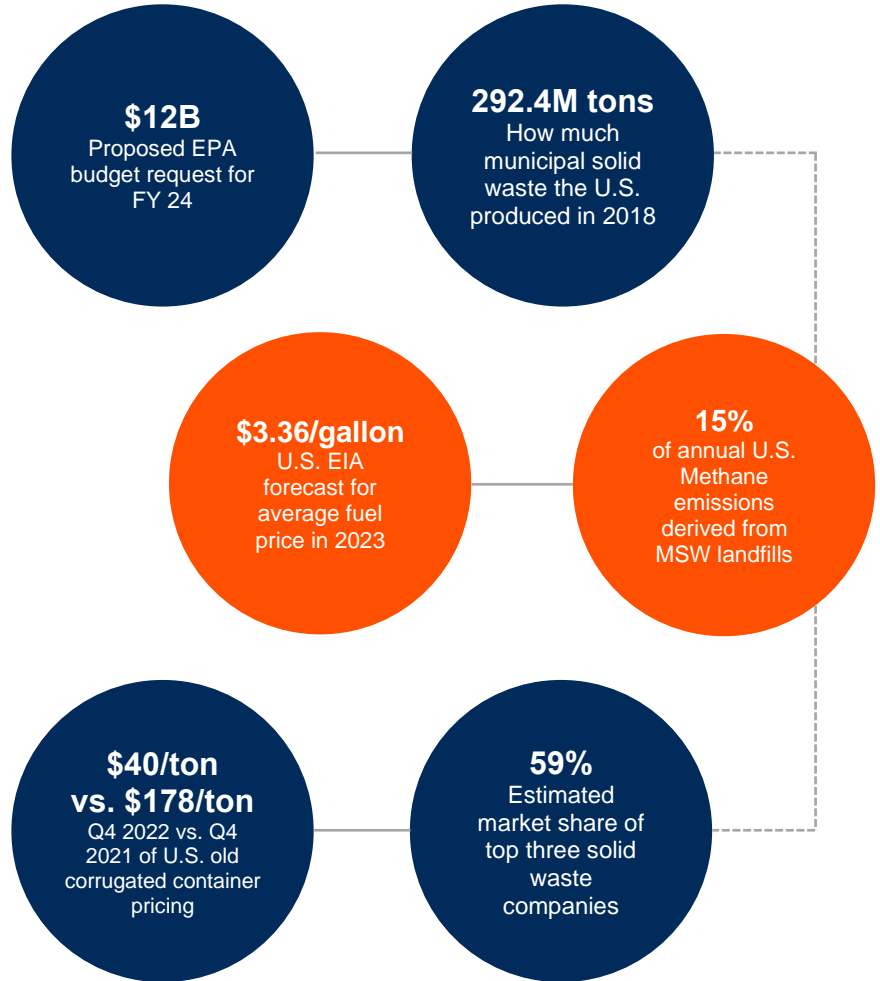 $12B
Proposed EPA
budget request for
FY 24
292.4M tons
How much
municipal solid
waste the U.S.
produced in 2018
$3.36/gallon
U.S. EIA
forecast for
average fuel
price in 2023
15%
of annual U.S.
Methane
emissions
derived from
MSW landfills
$40/ton
vs. $178/ton
Q4 2022 vs. Q4
2021 of U.S. old
corrugated container
pricing
59%
Estimated
market share of
top three solid
waste
companies